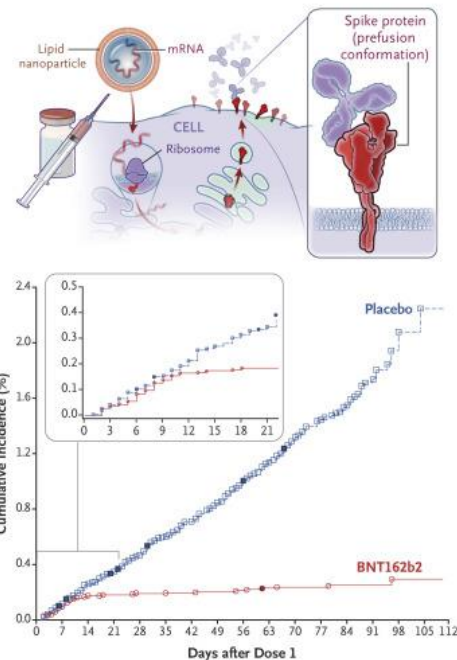 Lipid
nanoparticle
mRNA
Spike protein
(prefusion
conformation)
CELL
Ribosome
Placebo
BNT162b2
Cumulative Incidence (%)
2.4
2.0
1.6
1.2
0.8
0.4
0
0.5
0.4
0.3
0.2
0.1
0.0
0 3 6 9 12 15 18 21
0 7 14 21 28 35 42 49 56 63 70 77 84 91 98 105 112
Days after Dose 1